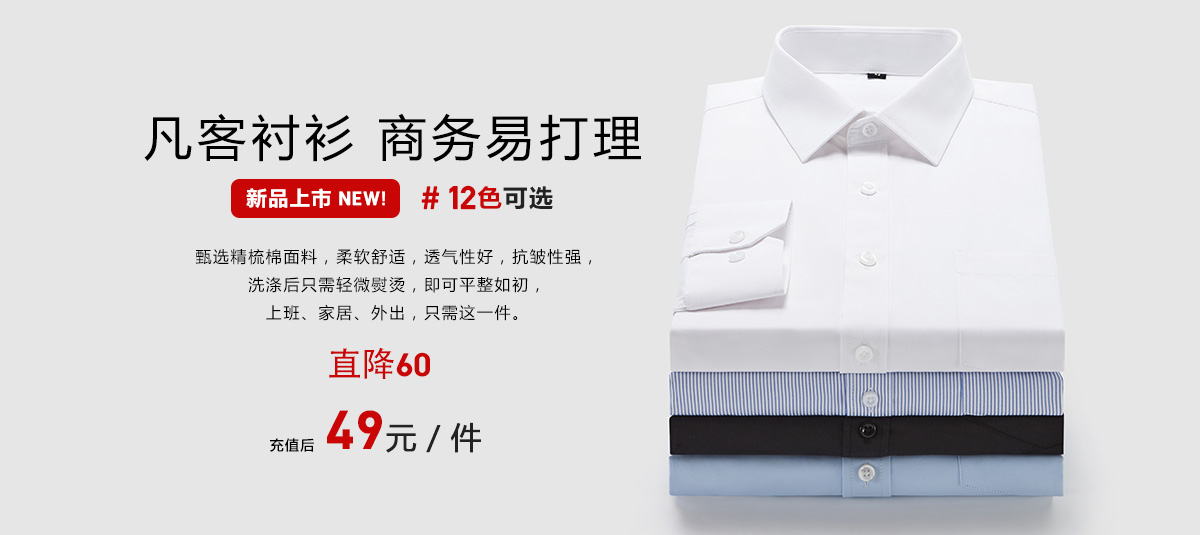 凡客衬衫 商务易打理
新品上市 NEW! # 12色可选
甄选精梳棉面料，柔软舒适，透气性好，抗皱性强，
洗涤后只需轻微熨烫，即可平整如初，
上班、家居、外出，只需这一件。
直降60
充值后 49元 / 件